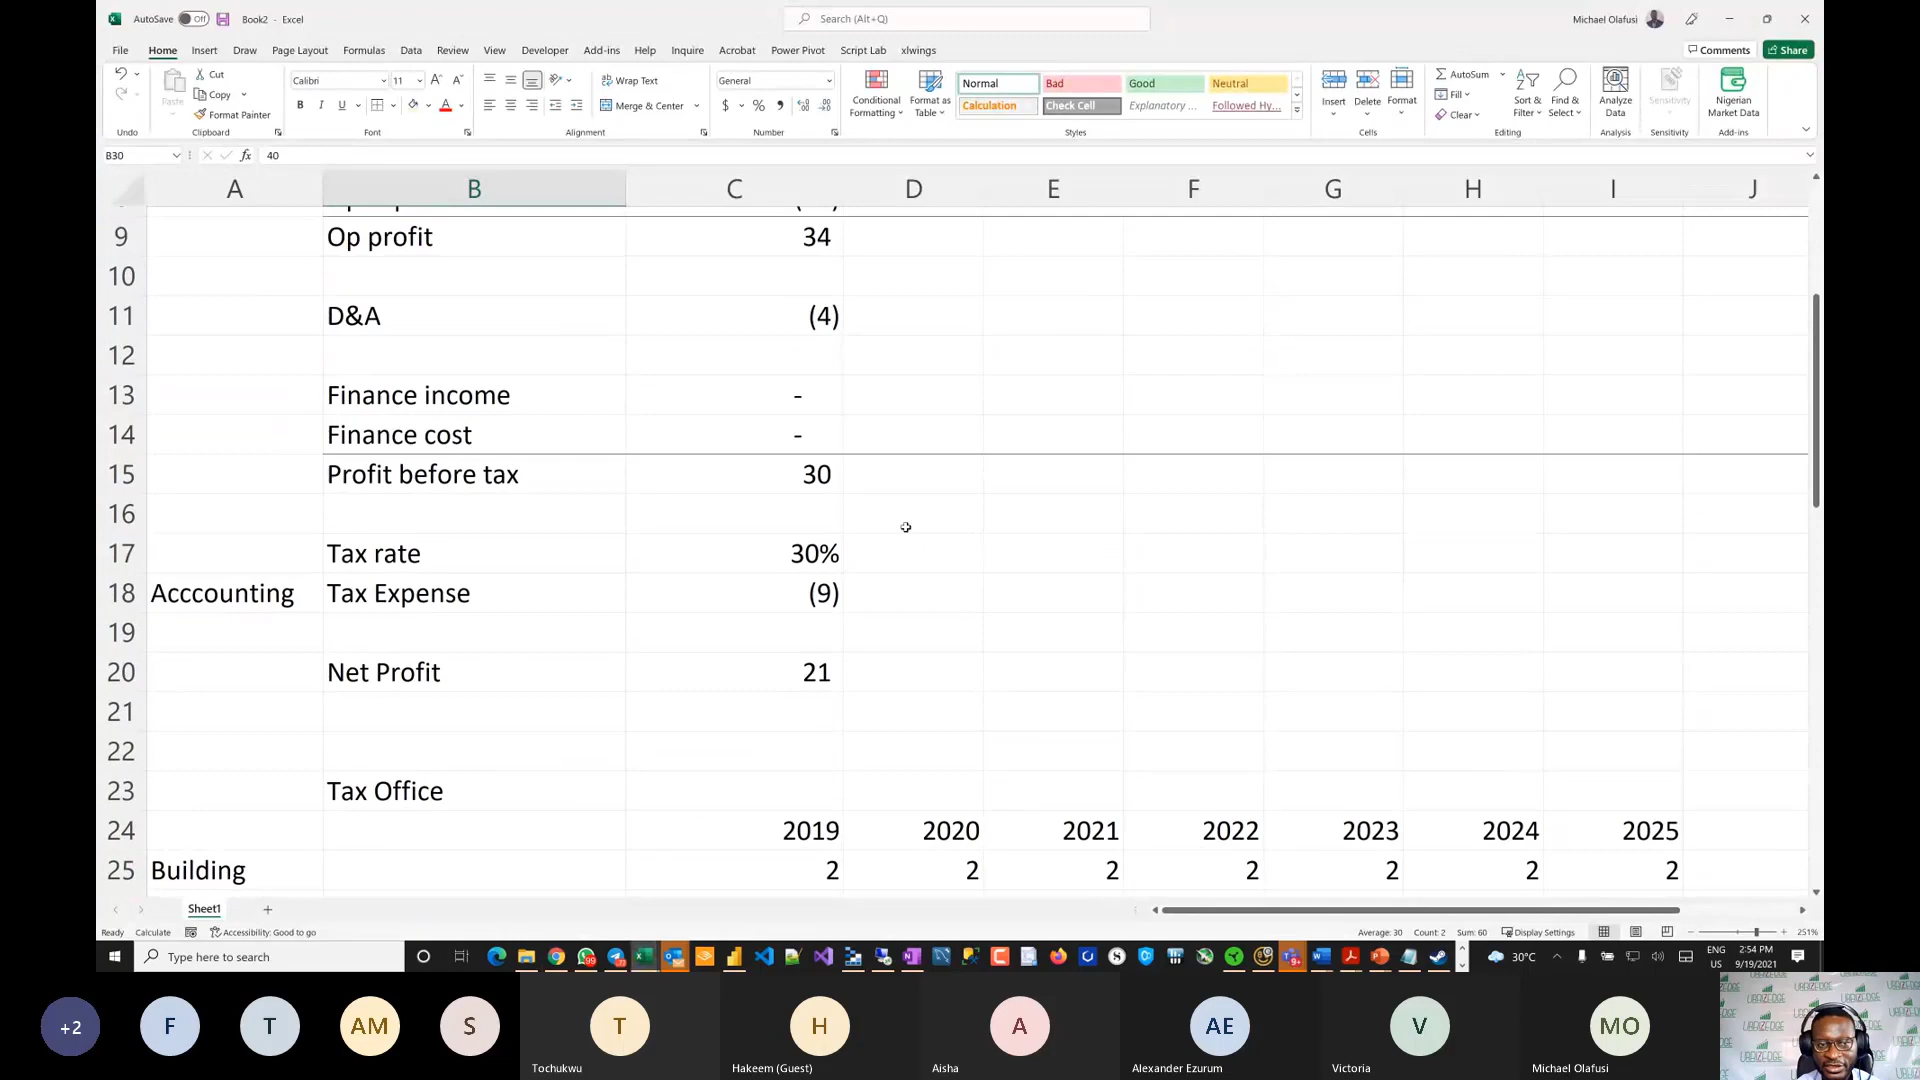 AutoSave Off Book2 - Excel Search (Alt+Q) Michael Olafusi
File Home Insert Draw Page Layout Formulas Data Review View Developer Add-ins Help Inquire Acrobat Power Pivot Script Lab xlwings Comments Share
Cut
Copy
Format Painter
Paste
Undo
Clipboard
Calibri 11
B I U
Font
Wrap Text
Merge & Center
Alignment
General
Number
Conditional Formatting
Format as Table
Normal Bad Good Neutral
Calculation Check Cell Explanatory ... Followed Hy...
Styles
Insert Delete Format
Cells
AutoSum
Fill
Clear
Sort & Filter
Find & Select
Editing
Analyze Data
Analysis
Sensitivity
Sensitivity
Nigerian Market Data
Add-ins
B30 fx 40
A B C D E F G H I J
9 Op profit 34
10
11 D&A (4)
12
13 Finance income -
14 Finance cost -
15 Profit before tax 30
16
17 Tax rate 30%
18 Acccounting Tax Expense (9)
19
20 Net Profit 21
21
22
23 Tax Office
24 2019 2020 2021 2022 2023 2024 2025
25 Building 2 2 2 2 2 2 2
Sheet1
Ready Calculate Accessibility: Good to go Average: 30 Count: 2 Sum: 60 Display Settings 251%
Type here to search 30°C ENG US 2:54 PM 9/19/2021
+2 F T AM S T H A AE V MO
Tochukwu Hakeem (Guest) Aisha Alexander Ezurum Victoria Michael Olafusi
URBIZEDGE